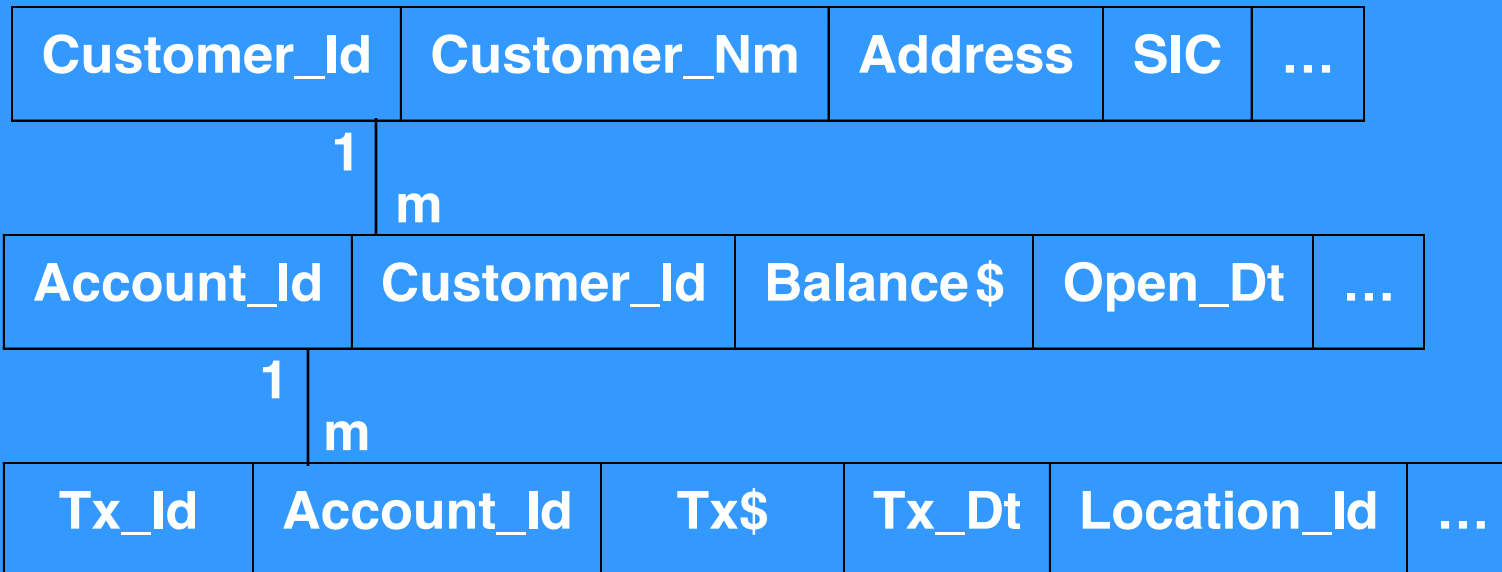 Customer_Id Customer_Nm Address SIC …
1
m
Account_Id Customer_Id Balance$ Open_Dt …
1
m
Tx_Id Account_Id Tx$ Tx_Dt Location_Id …